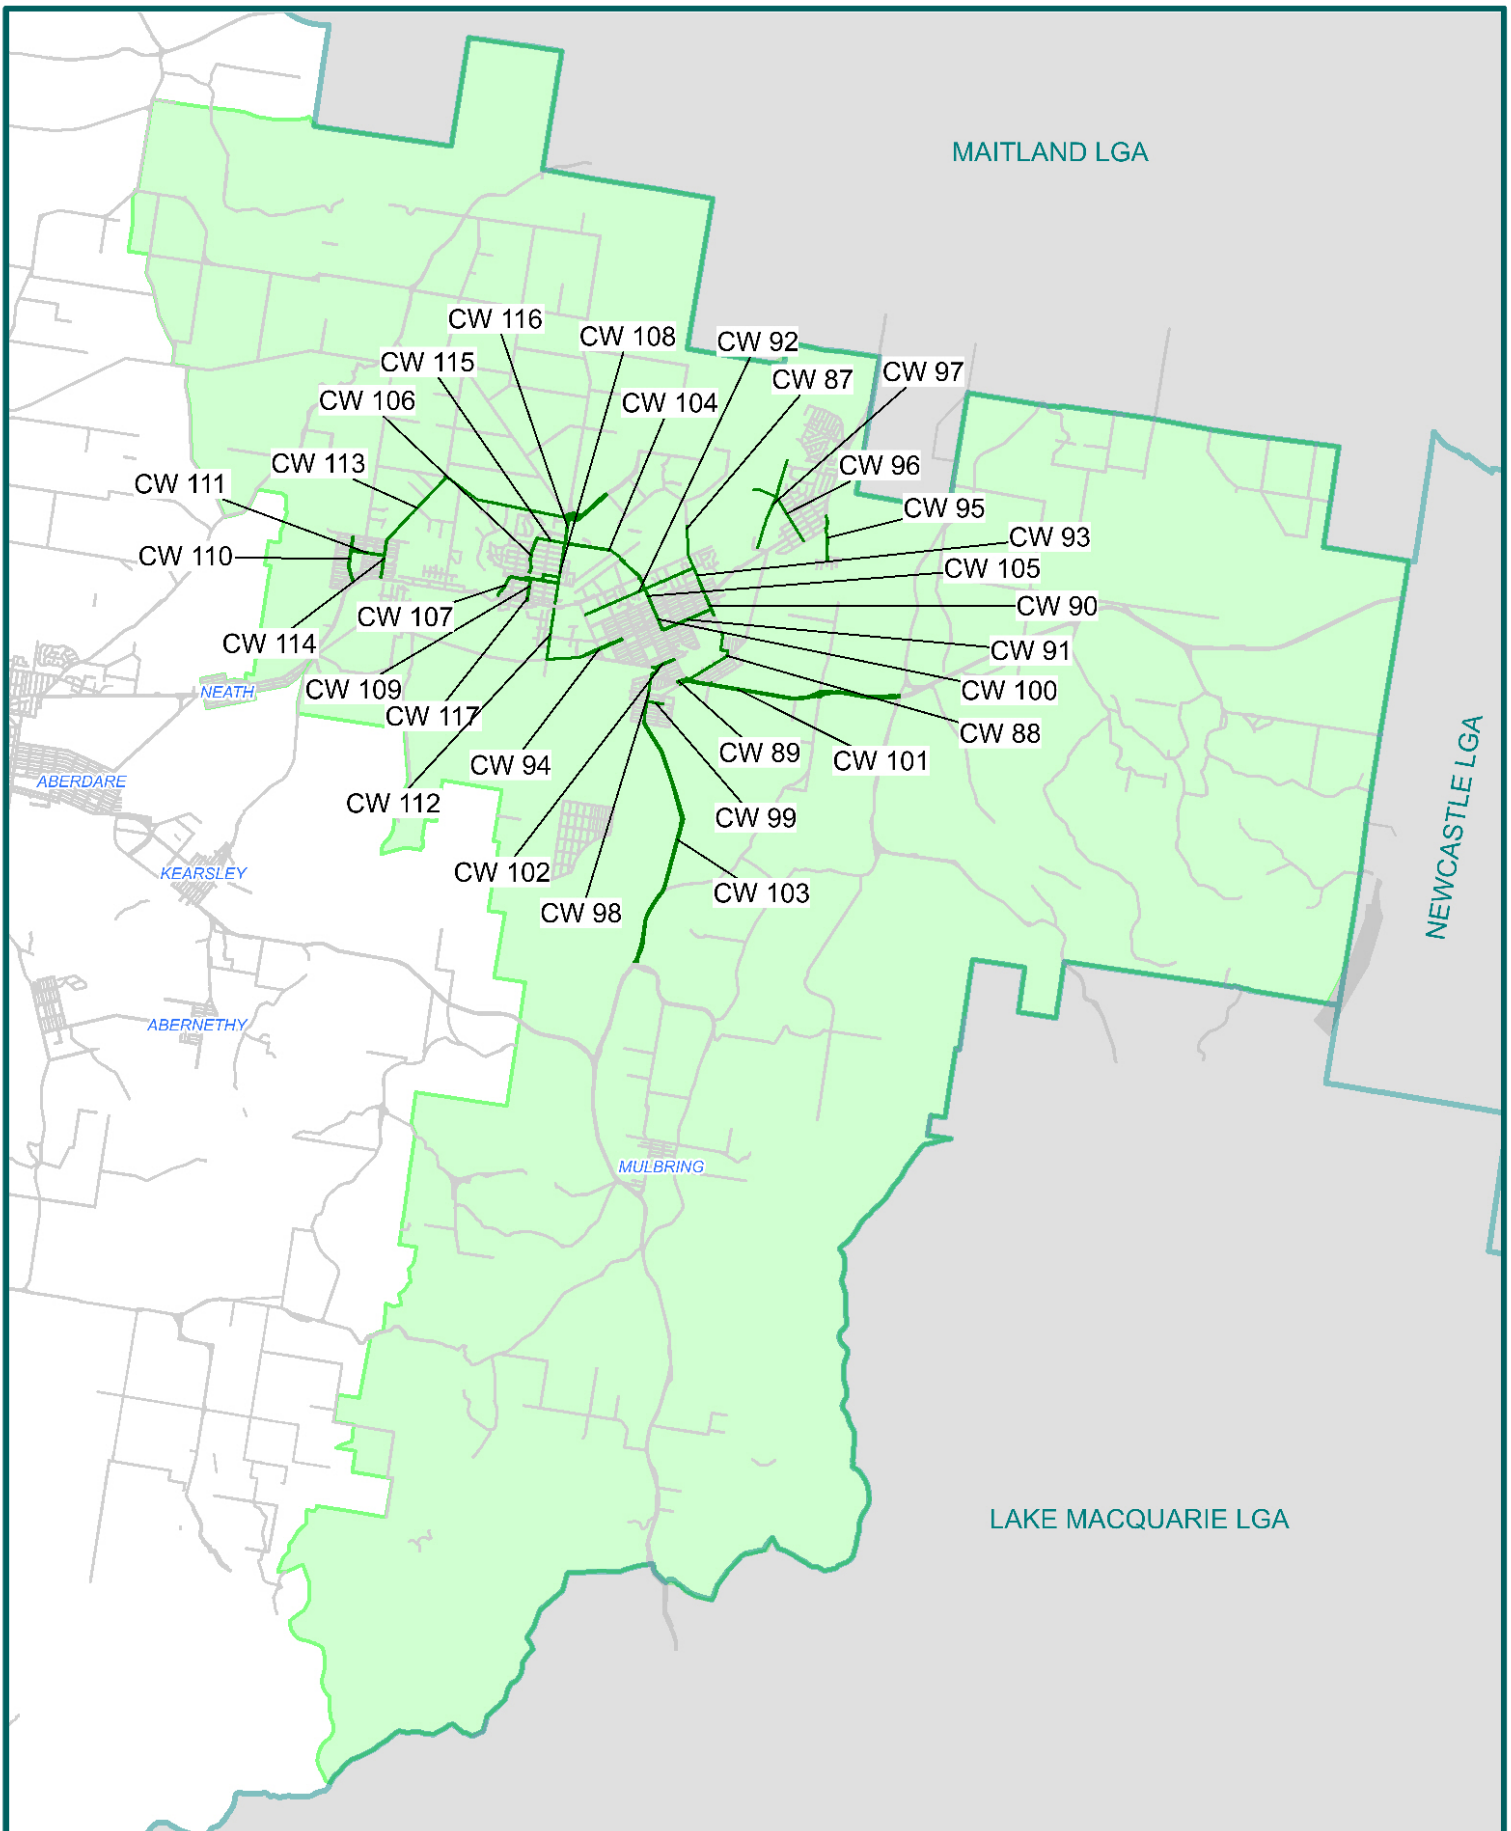 MAITLAND LGA
CW 116
CW 108
CW 92
CW 115
CW 87
CW 97
CW 106
CW 104
CW 113
CW 96
CW 111
CW 95
CW 93
CW 110
CW 105
CW 90
CW 107
CW 114
CW 91
CW 109
NEATH
CW 100
CW 117
CW 88
CW 89
CW 101
CW 94
ABERDARE
CW 112
CW 99
NEWCASTLE LGA
KEARSLEY
CW 102
CW 103
CW 98
ABERNETHY
MULBRING
LAKE MACQUARIE LGA